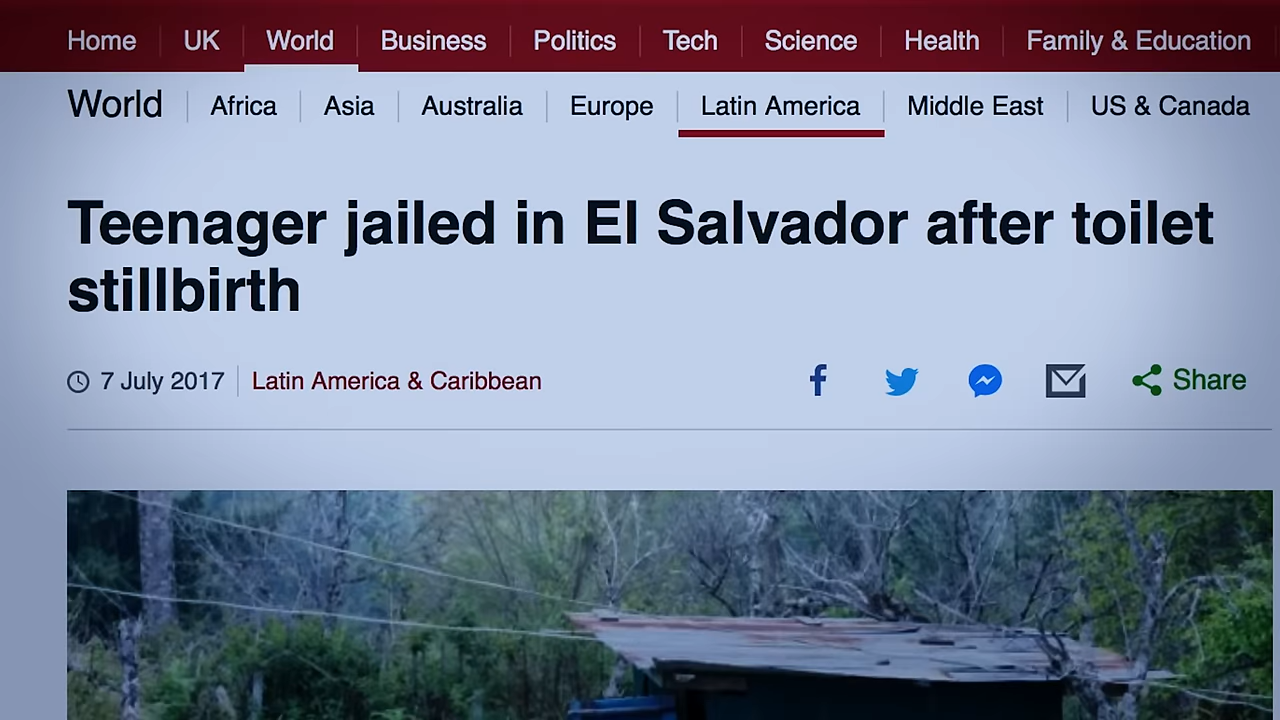 Home UK World Business Politics Tech Science Health Family & Education
World Africa Asia Australia Europe Latin America Middle East US & Canada
Teenager jailed in El Salvador after toilet
stillbirth
7 July 2017 Latin America & Caribbean Share